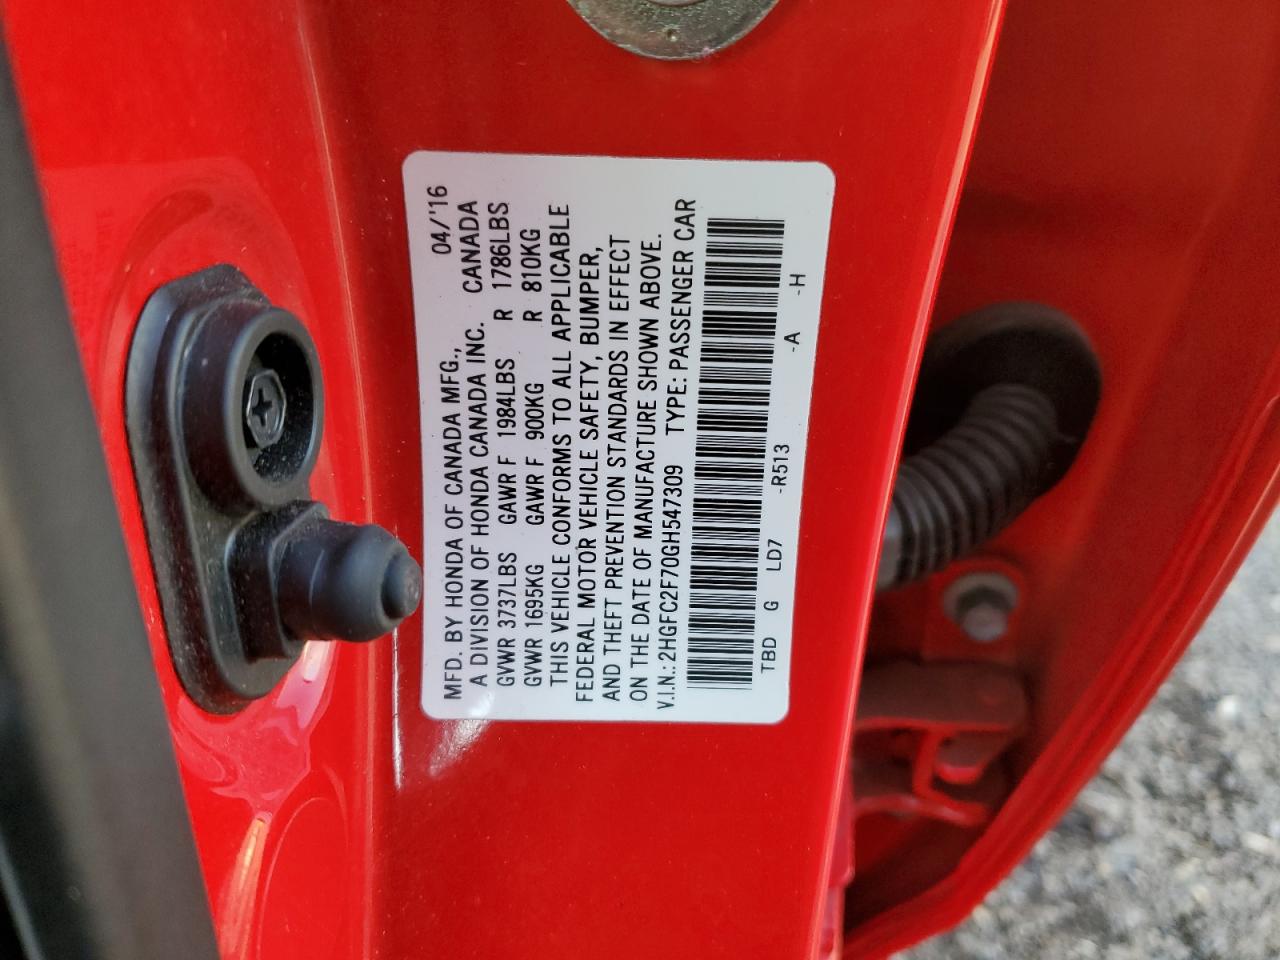 MFD. BY HONDA OF CANADA MFG., 04/'16
A DIVISION OF HONDA CANADA INC. CANADA
GVWR 3737LBS GAWR F 1984LBS R 1786LBS
GVWR 1695KG GAWR F 900KG R 810KG
THIS VEHICLE CONFORMS TO ALL APPLICABLE
FEDERAL MOTOR VEHICLE SAFETY, BUMPER,
AND THEFT PREVENTION STANDARDS IN EFFECT
ON THE DATE OF MANUFACTURE SHOWN ABOVE.
V.I.N.: 2HGFC2F70GH547309 TYPE: PASSENGER CAR
TBD G LD7 -R513 -A -H